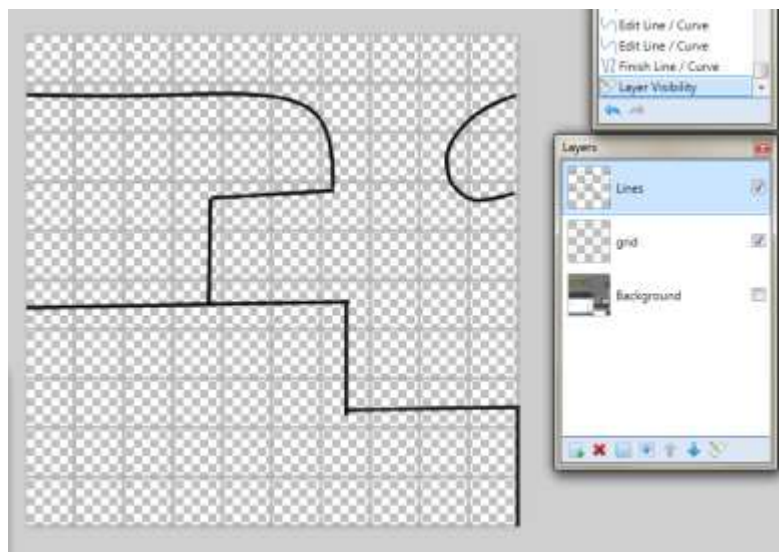 Edit Line / Curve
Edit Line / Curve
Finish Line / Curve
Layer Visibility
Layers
Lines
grid
Background